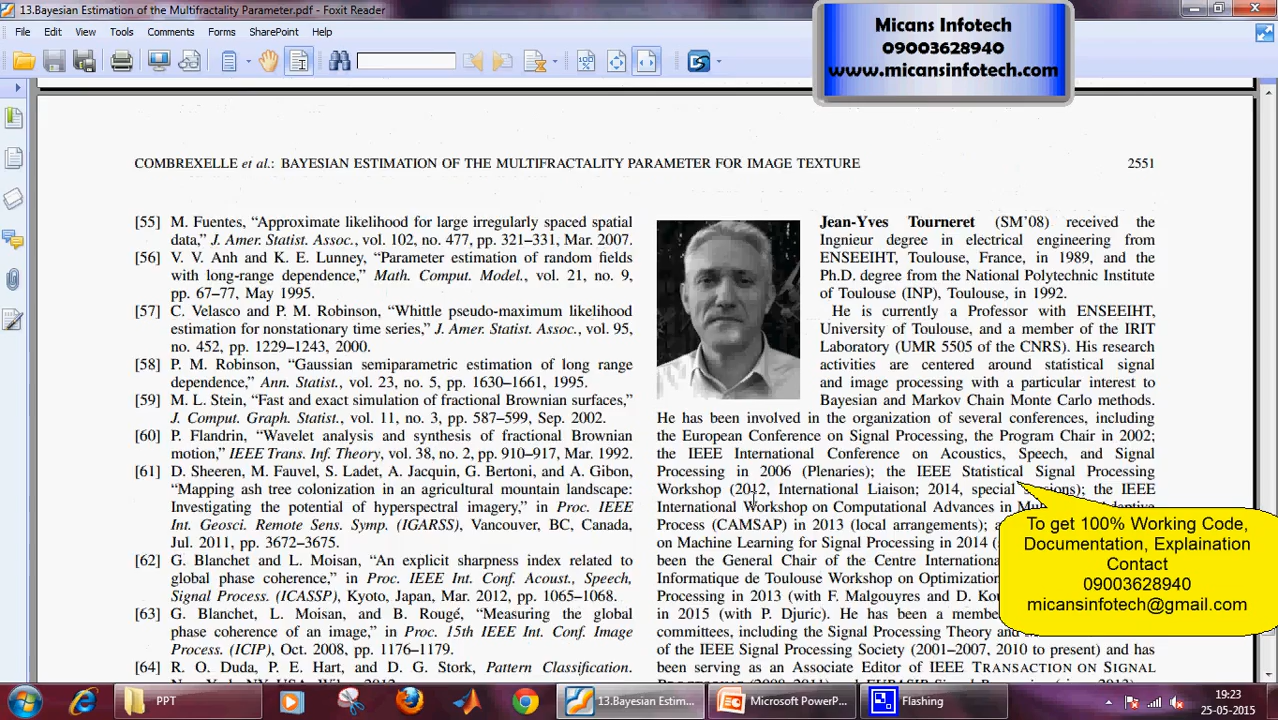 13.Bayesian Estimation of the Multifractality Parameter.pdf - Foxit Reader
File Edit View Tools Comments Forms SharePoint Help
Micans Infotech
09003628940
www.micansinfotech.com
COMBREXELLE et al.: BAYESIAN ESTIMATION OF THE MULTIFRACTALITY PARAMETER FOR IMAGE TEXTURE
2551
[55] M. Fuentes, “Approximate likelihood for large irregularly spaced spatial
data,” J. Amer. Statist. Assoc., vol. 102, no. 477, pp. 321–331, Mar. 2007.
[56] V. V. Anh and K. E. Lunney, “Parameter estimation of random fields
with long-range dependence,” Math. Comput. Model., vol. 21, no. 9,
pp. 67–77, May 1995.
[57] C. Velasco and P. M. Robinson, “Whittle pseudo-maximum likelihood
estimation for nonstationary time series,” J. Amer. Statist. Assoc., vol. 95,
no. 452, pp. 1229–1243, 2000.
[58] P. M. Robinson, “Gaussian semiparametric estimation of long range
dependence,” Ann. Statist., vol. 23, no. 5, pp. 1630–1661, 1995.
[59] M. L. Stein, “Fast and exact simulation of fractional Brownian surfaces,”
J. Comput. Graph. Statist., vol. 11, no. 3, pp. 587–599, Sep. 2002.
[60] P. Flandrin, “Wavelet analysis and synthesis of fractional Brownian
motion,” IEEE Trans. Inf. Theory, vol. 38, no. 2, pp. 910–917, Mar. 1992.
[61] D. Sheeren, M. Fauvel, S. Ladet, A. Jacquin, G. Bertoni, and A. Gibon,
“Mapping ash tree colonization in an agricultural mountain landscape:
Investigating the potential of hyperspectral imagery,” in Proc. IEEE
Int. Geosci. Remote Sens. Symp. (IGARSS), Vancouver, BC, Canada,
Jul. 2011, pp. 3672–3675.
[62] G. Blanchet and L. Moisan, “An explicit sharpness index related to
global phase coherence,” in Proc. IEEE Int. Conf. Acoust., Speech,
Signal Process. (ICASSP), Kyoto, Japan, Mar. 2012, pp. 1065–1068.
[63] G. Blanchet, L. Moisan, and B. Rougé, “Measuring the global
phase coherence of an image,” in Proc. 15th IEEE Int. Conf. Image
Process. (ICIP), Oct. 2008, pp. 1176–1179.
[64] R. O. Duda, P. E. Hart, and D. G. Stork, Pattern Classification.
Jean-Yves Tourneret (SM’08) received the
Ingnieur degree in electrical engineering from
ENSEEIHT, Toulouse, France, in 1989, and the
Ph.D. degree from the National Polytechnic Institute
of Toulouse (INP), Toulouse, in 1992.
He is currently a Professor with ENSEEIHT,
University of Toulouse, and a member of the IRIT
Laboratory (UMR 5505 of the CNRS). His research
activities are centered around statistical signal
and image processing with a particular interest to
Bayesian and Markov Chain Monte Carlo methods.
He has been involved in the organization of several conferences, including
the European Conference on Signal Processing, the Program Chair in 2002;
the IEEE International Conference on Acoustics, Speech, and Signal
Processing in 2006 (Plenaries); the IEEE Statistical Signal Processing
Workshop (2012, International Liaison; 2014, special sessions); the IEEE
International Workshop on Computational Advances in
Process (CAMSAP) in 2013 (local arrangements);
on Machine Learning for Signal Processing in 2014
been the General Chair of the Centre International
Informatique de Toulouse Workshop on Optimization
Processing in 2013 (with F. Malgouyres and D.
in 2015 (with P. Djuric). He has been a member
committees, including the Signal Processing Theory and
of the IEEE Signal Processing Society (2001–2007, 2010 to present) and has
been serving as an Associate Editor of IEEE TRANSACTION ON SIGNAL
To get 100% Working Code,
Documentation, Explaination
Contact
09003628940
micansinfotech@gmail.com
PPT
13.Bayesian Estim...
Microsoft PowerP...
Flashing
19:23
25-05-2015